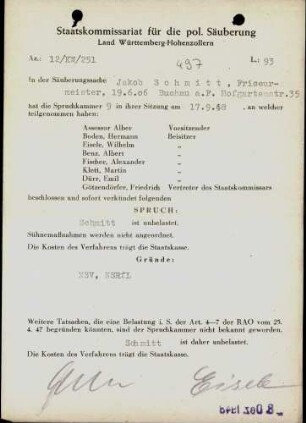 Staatskommissariat für die pol. Säuberung
Land Württemberg-Hohenzollern
Az.: 12/KW/251
497
L: 93
In der Säuberungssache Jakob Schmitt, Friseur-
meister, 19.6.06 Buchau a.F. Hofgartenstr.35
hat die Spruchkammer 9 in ihrer Sitzung am 17.9.48 , an welcher
teilgenommen haben:
Assessor Alber Vorsitzender
Boden, Hermann Beisitzer
Eisele, Wilhelm "
Benz, Albert "
Fischer, Alexander "
Klott, Martin "
Dürr, Emil "
Götzendörfer, Friedrich Vertreter des Staatskommissars
beschlossen und sofort verkündet folgenden
SPRUCH:
Schmitt ist unbelastet.
Sühnemaßnahmen werden nicht angeordnet.
Die Kosten des Verfahrens trägt die Staatskasse.
Gründe:
NSV, NSRfL
Weitere Tatsachen, die eine Belastung i. S. der Art. 4–7 der RAO vom 25.
4. 47 begründen könnten, sind der Spruchkammer nicht bekannt geworden.
Schmitt ist daher unbelastet.
Die Kosten des Verfahrens trägt die Staatskasse.
Eisele